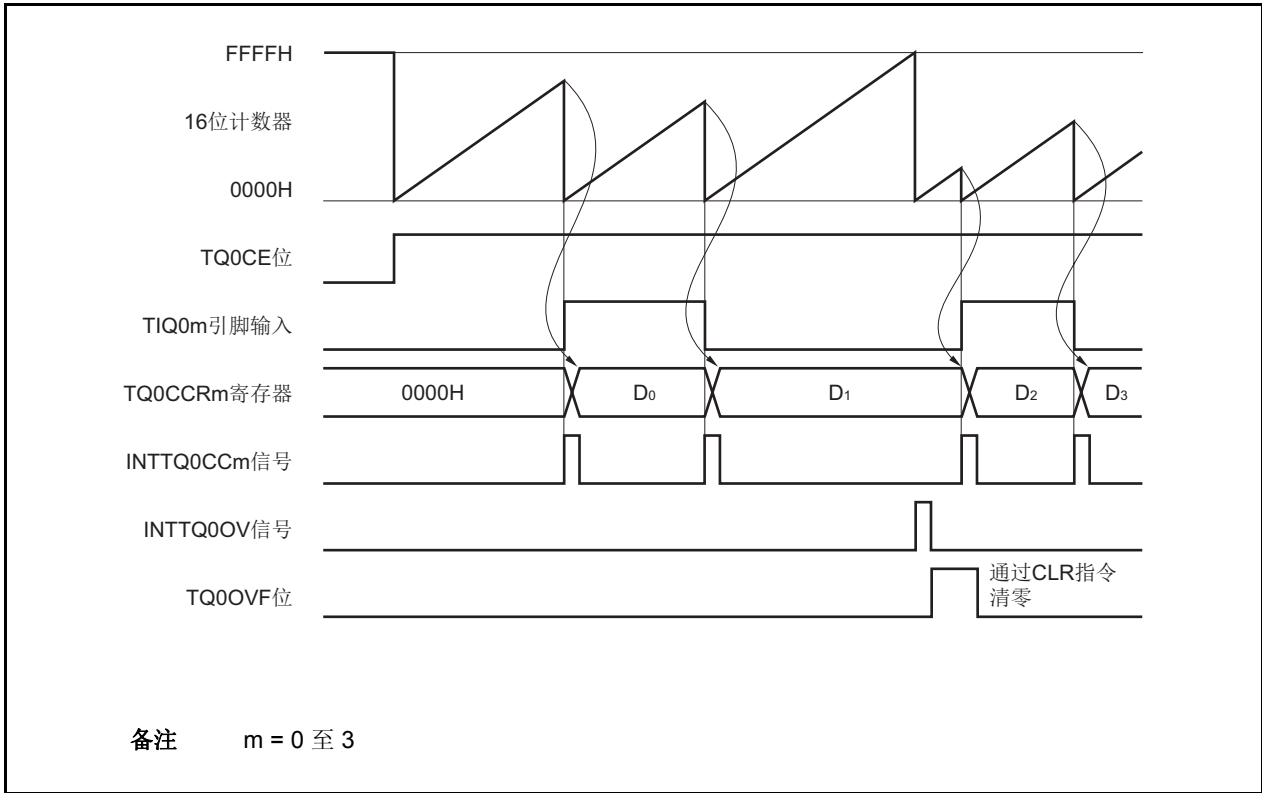 FFFFH
16位计数器
0000H
TQ0CE位
TIQ0m引脚输入
TQ0CCRm寄存器 0000H D0 D1 D2 D3
INTTQ0CCm信号
INTTQ0OV信号
TQ0OVF位 通过CLR指令
清零
备注 m = 0 至 3